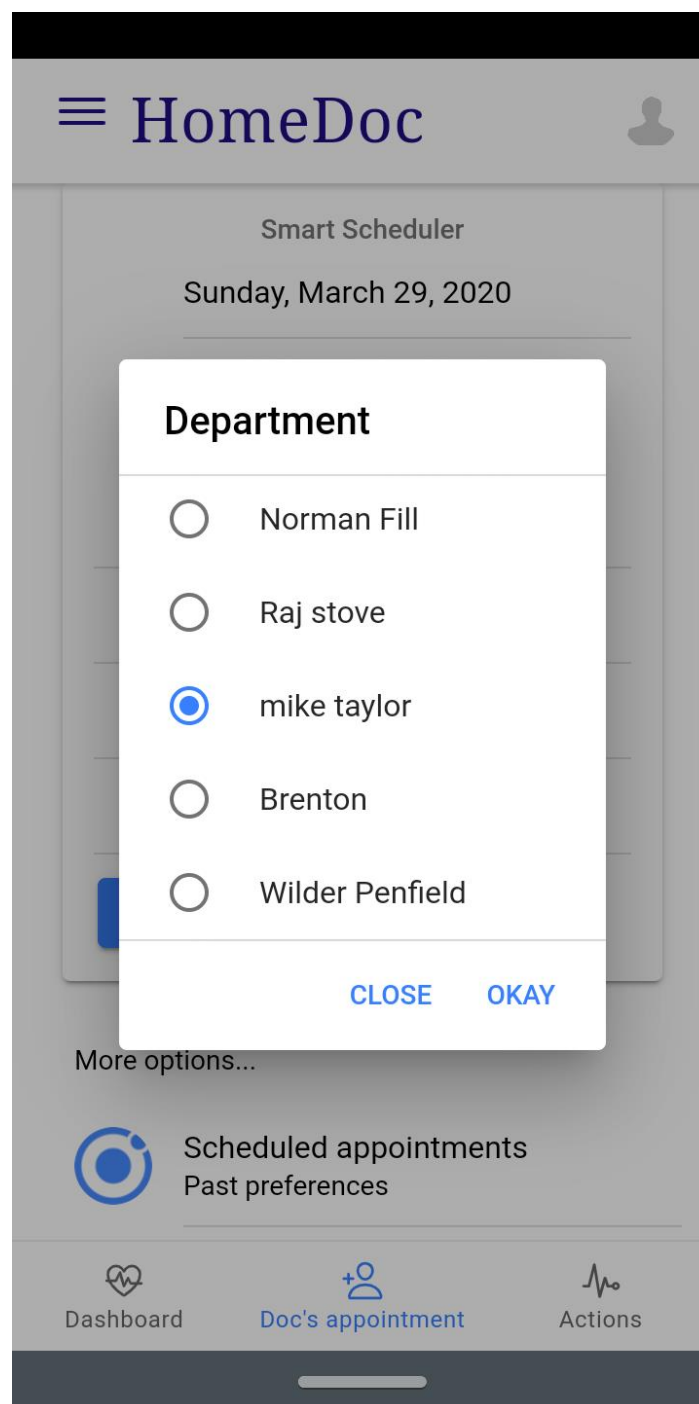 HomeDoc
Smart Scheduler
Sunday, March 29, 2020
Department
Norman Fill
Raj stove
mike taylor
Brenton
Wilder Penfield
CLOSE OKAY
More options...
Scheduled appointments
Past preferences
Dashboard Doc's appointment Actions